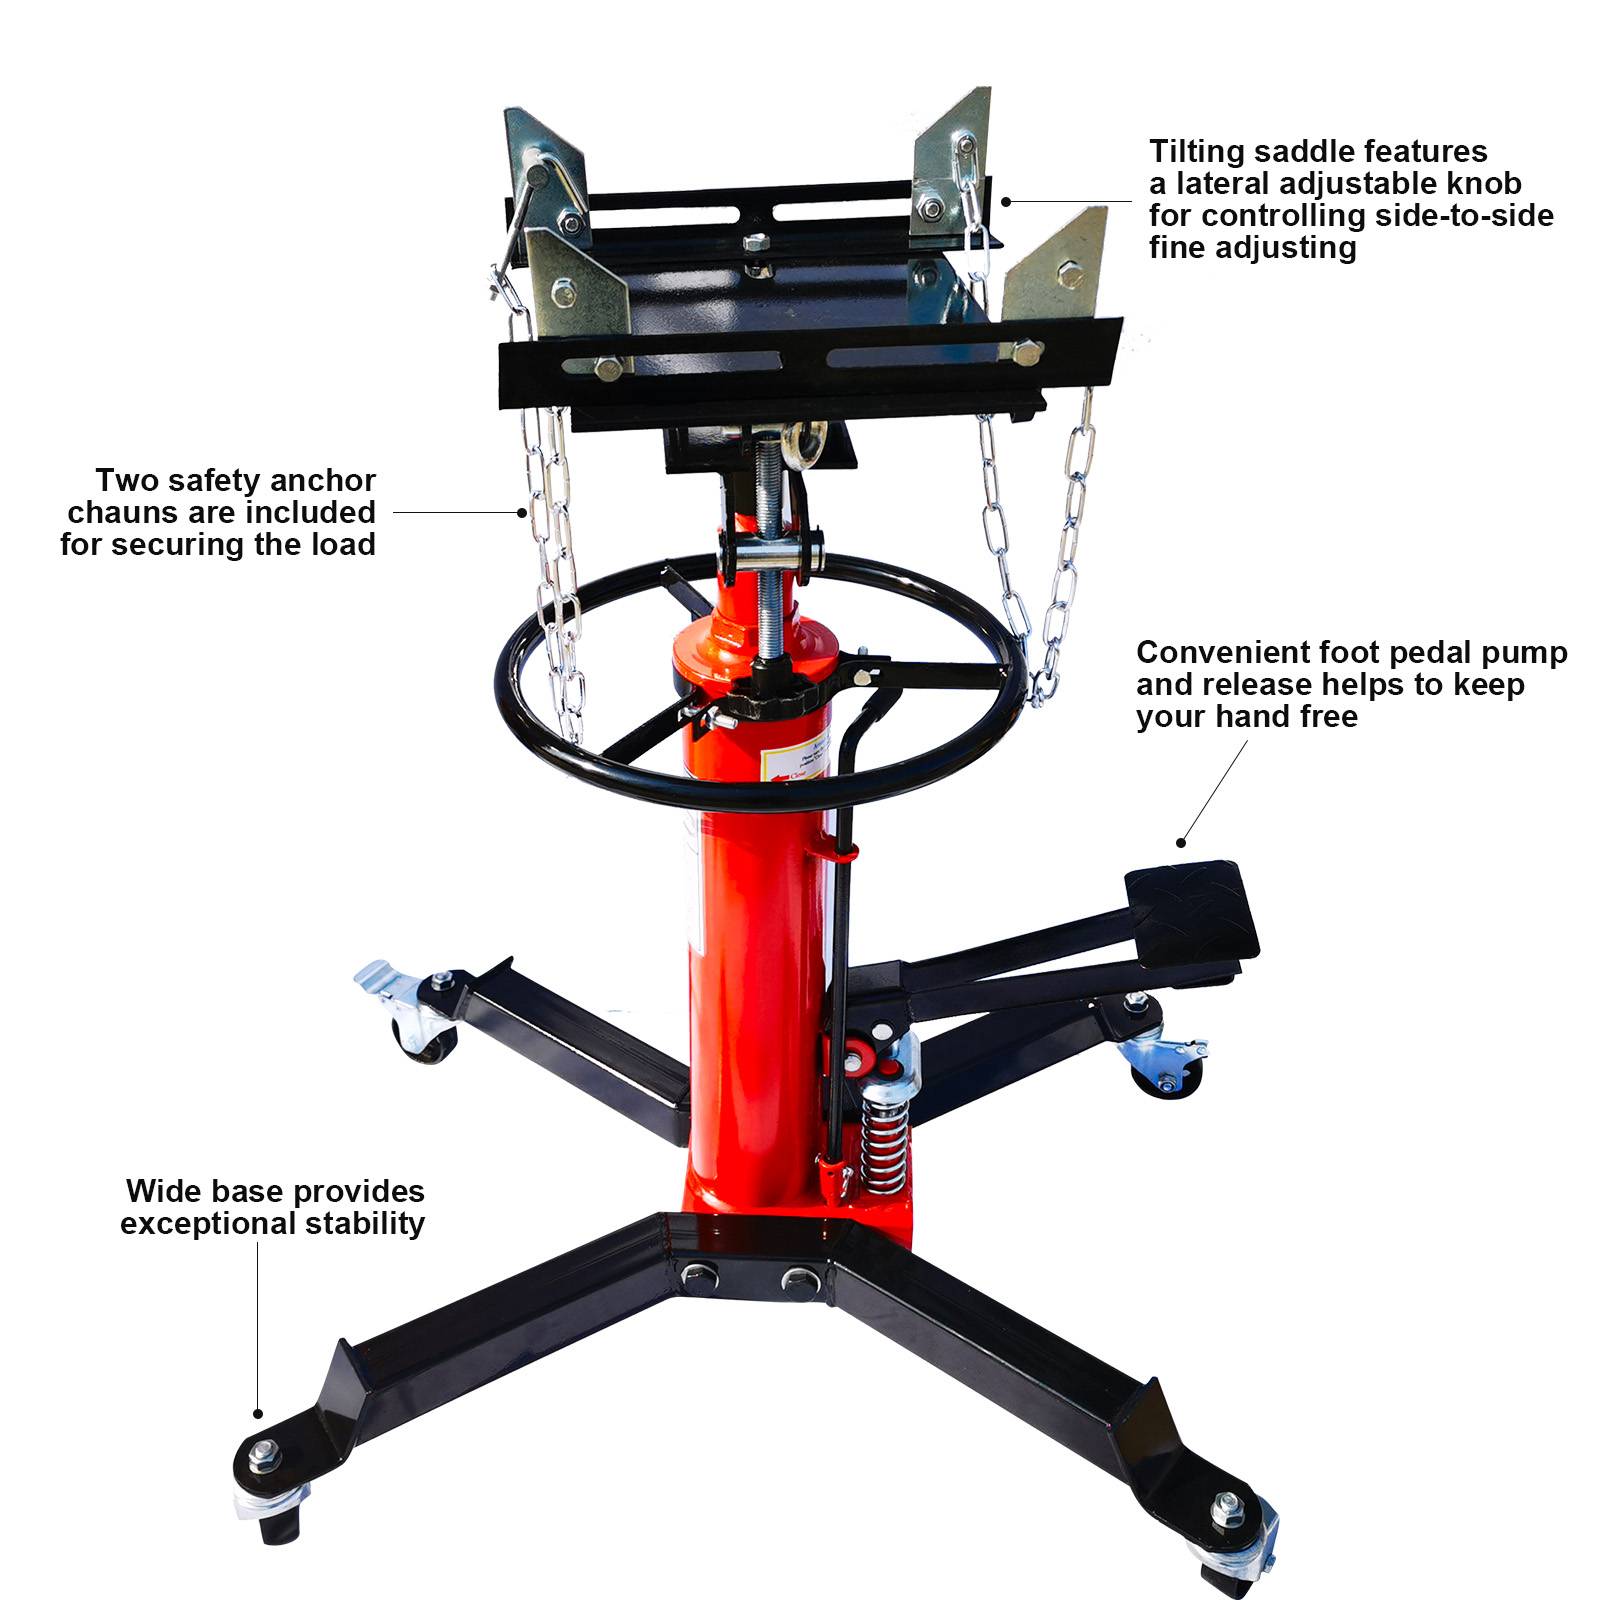 Tilting saddle features
a lateral adjustable knob
for controlling side-to-side
fine adjusting
Two safety anchor
chauns are included
for securing the load
Convenient foot pedal pump
and release helps to keep
your hand free
Close
Wide base provides
exceptional stability